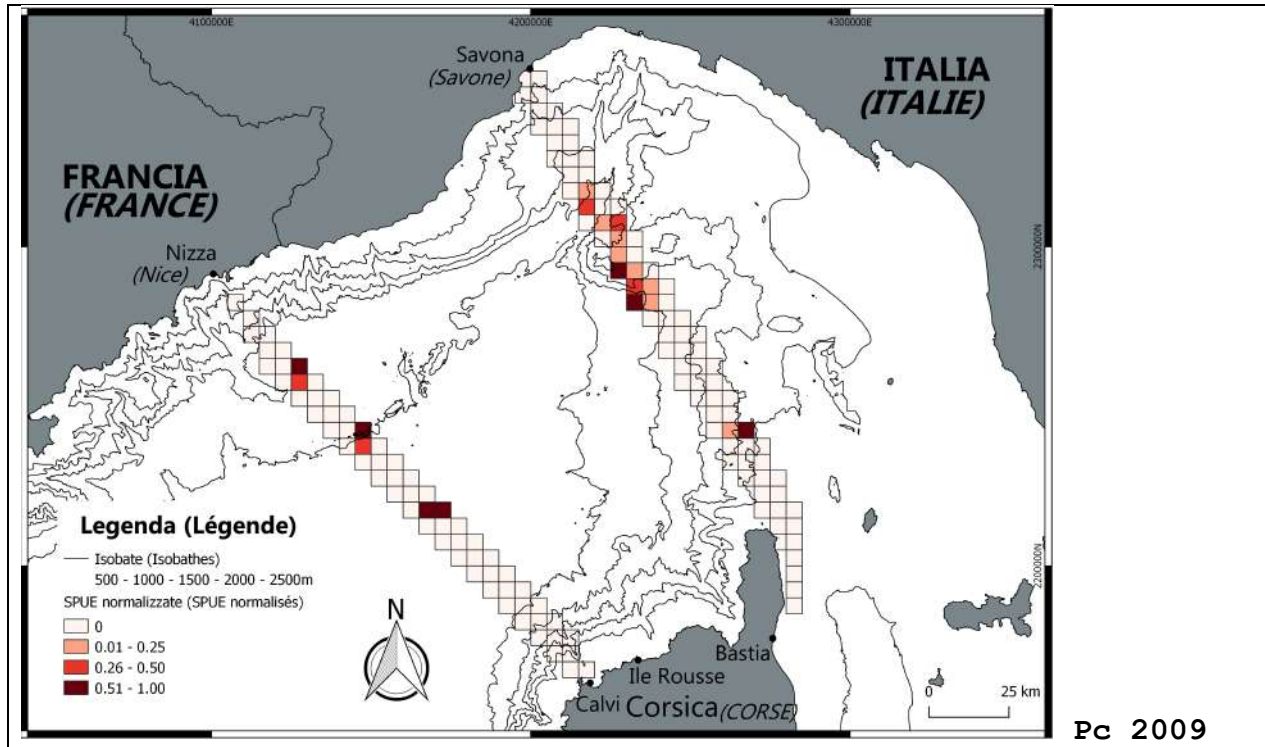 4100000E
4200000E
4300000E
Savona
(Savone)
ITALIA
(ITALIE)
FRANCIA
(FRANCE)
Nizza
(Nice)
2300000N
Legenda (Légende)
Isobate (Isobathes)
500 - 1000 - 1500 - 2000 - 2500m
SPUE normalizzate (SPUE normalisés)
0
0.01 - 0.25
0.26 - 0.50
0.51 - 1.00
N
2200000N
Bastia
Ile Rousse
Calvi
Corsica (CORSE)
0
25 km
Pc 2009